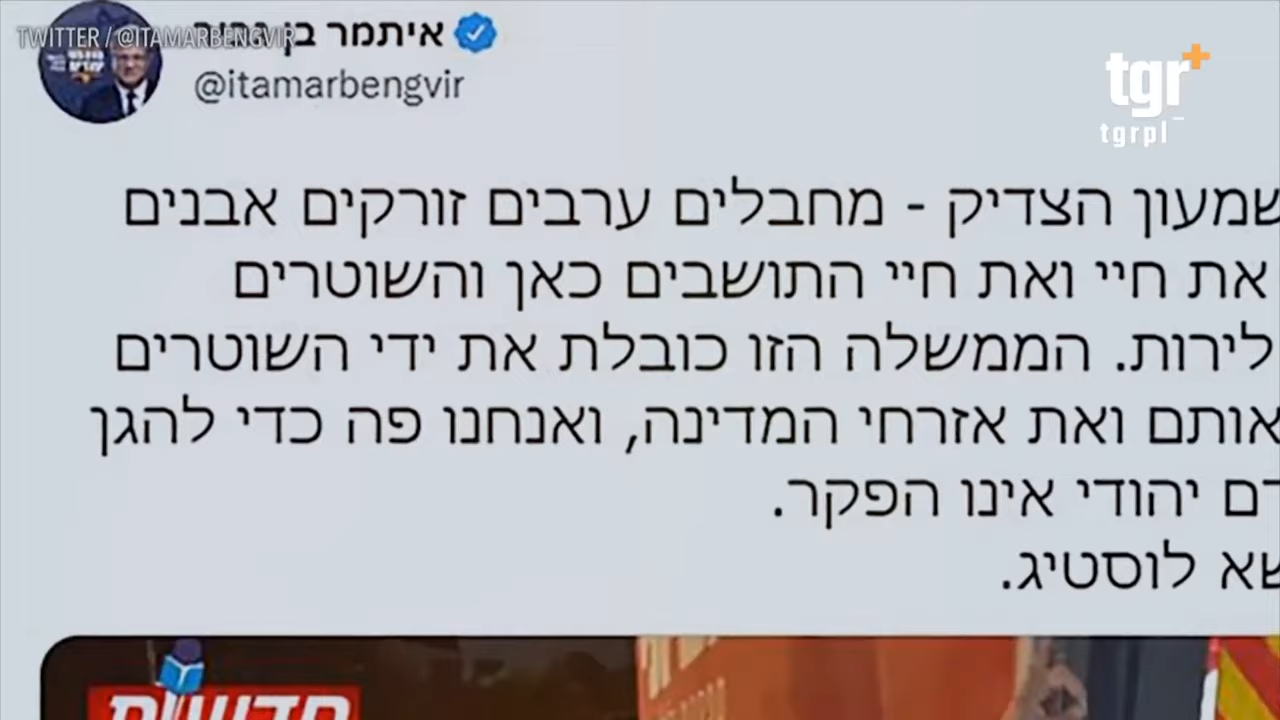 TWITTER / @ITAMARBENGVIR
איתמר בן גביר
@itamarbengvir
tgr+
tgrpl
שמעון הצדיק - מחבלים ערבים זורקים אבנים
את חיי ואת חיי התושבים כאן והשוטרים
לירות. הממשלה הזו כובלת את ידי השוטרים
אותם ואת אזרחי המדינה, ואנחנו פה כדי להגן
דם יהודי אינו הפקר.
לוסטיג.
חדשות